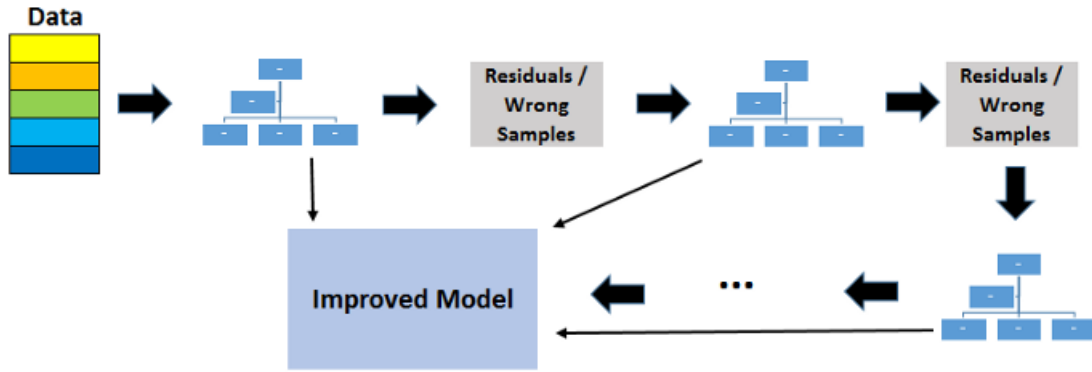 Data
-
-
- - -
Residuals /
Wrong
Samples
-
-
- - -
Residuals /
Wrong
Samples
Improved Model
...
-
-
- - -